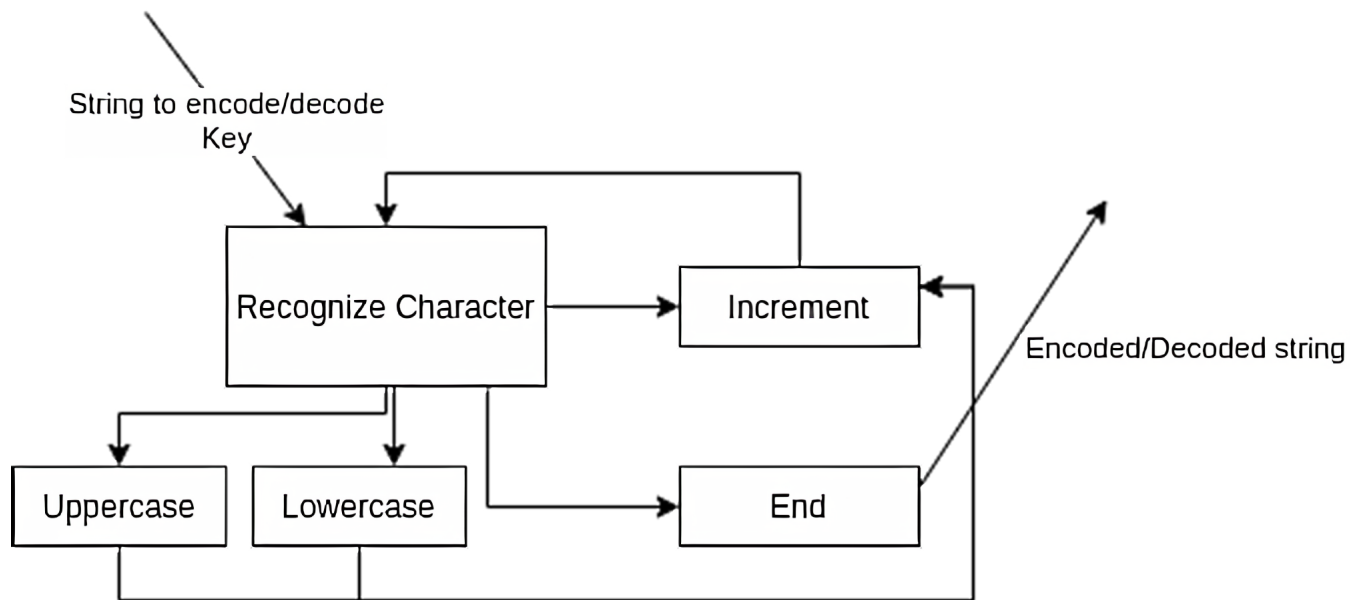 String to encode/decode
Key
Recognize Character
Increment
Encoded/Decoded string
Uppercase
Lowercase
End